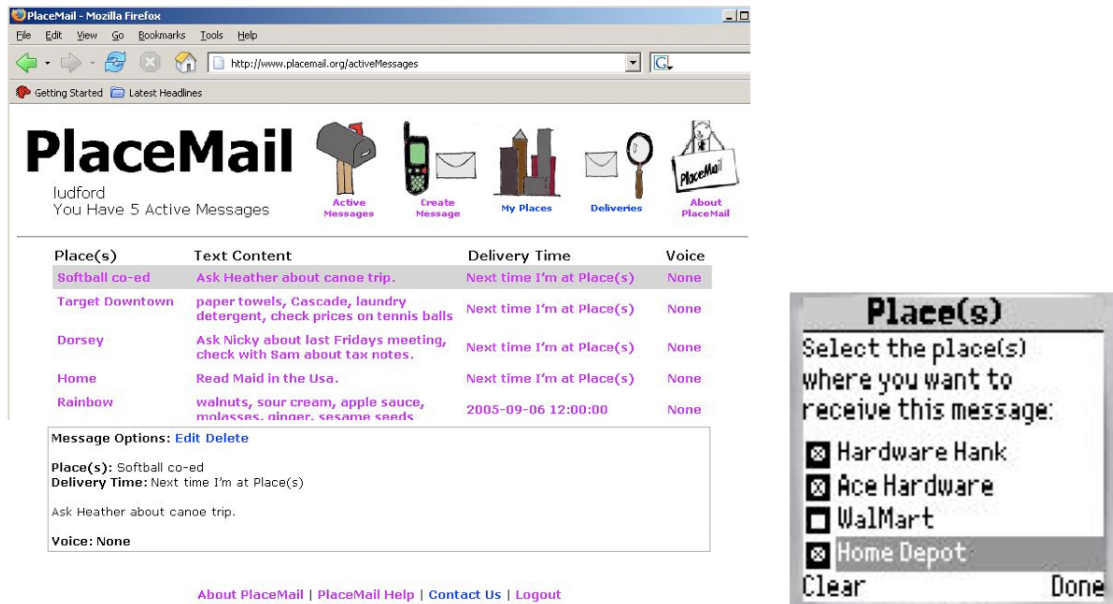 PlaceMail - Mozilla Firefox
File Edit View Go Bookmarks Tools Help
http://www.placemail.org/activeMessages
G
Getting Started Latest Headlines
PlaceMail
ludford
You Have 5 Active Messages
Active
Messages
Create
Message
My Places
Deliveries
PlaceMail
About
PlaceMail
Place(s) Text Content Delivery Time Voice
Softball co-ed Ask Heather about canoe trip. Next time I'm at Place(s) None
Target Downtown paper towels, Cascade, laundry
detergent, check prices on tennis balls Next time I'm at Place(s) None
Dorsey Ask Nicky about last Fridays meeting,
check with Sam about tax notes. Next time I'm at Place(s) None
Home Read Maid in the Usa. Next time I'm at Place(s) None
Rainbow walnuts, sour cream, apple sauce,
molasses, ginger, sesame seeds 2005-09-06 12:00:00 None
Message Options: Edit Delete
Place(s): Softball co-ed
Delivery Time: Next time I'm at Place(s)
Ask Heather about canoe trip.
Voice: None
About PlaceMail | PlaceMail Help | Contact Us | Logout
Place(s)
Select the place(s)
where you want to
receive this message:
Hardware Hank
Ace Hardware
WalMart
Home Depot
Clear Done